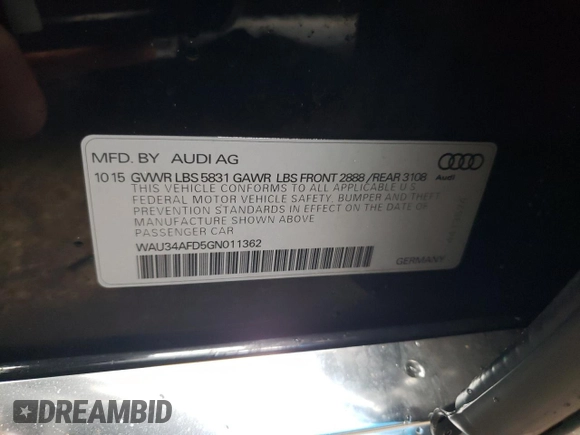 MFD. BY AUDI AG
10 15 GVWR LBS 5831 GAWR LBS FRONT 2888 / REAR 3108
Audi
THIS VEHICLE CONFORMS TO ALL APPLICABLE U.S.
FEDERAL MOTOR VEHICLE SAFETY, BUMPER AND THEFT
PREVENTION STANDARDS IN EFFECT ON THE DATE OF
MANUFACTURE SHOWN ABOVE
PASSENGER CAR
WAU34AFD5GN011362
GERMANY
DREAMBID